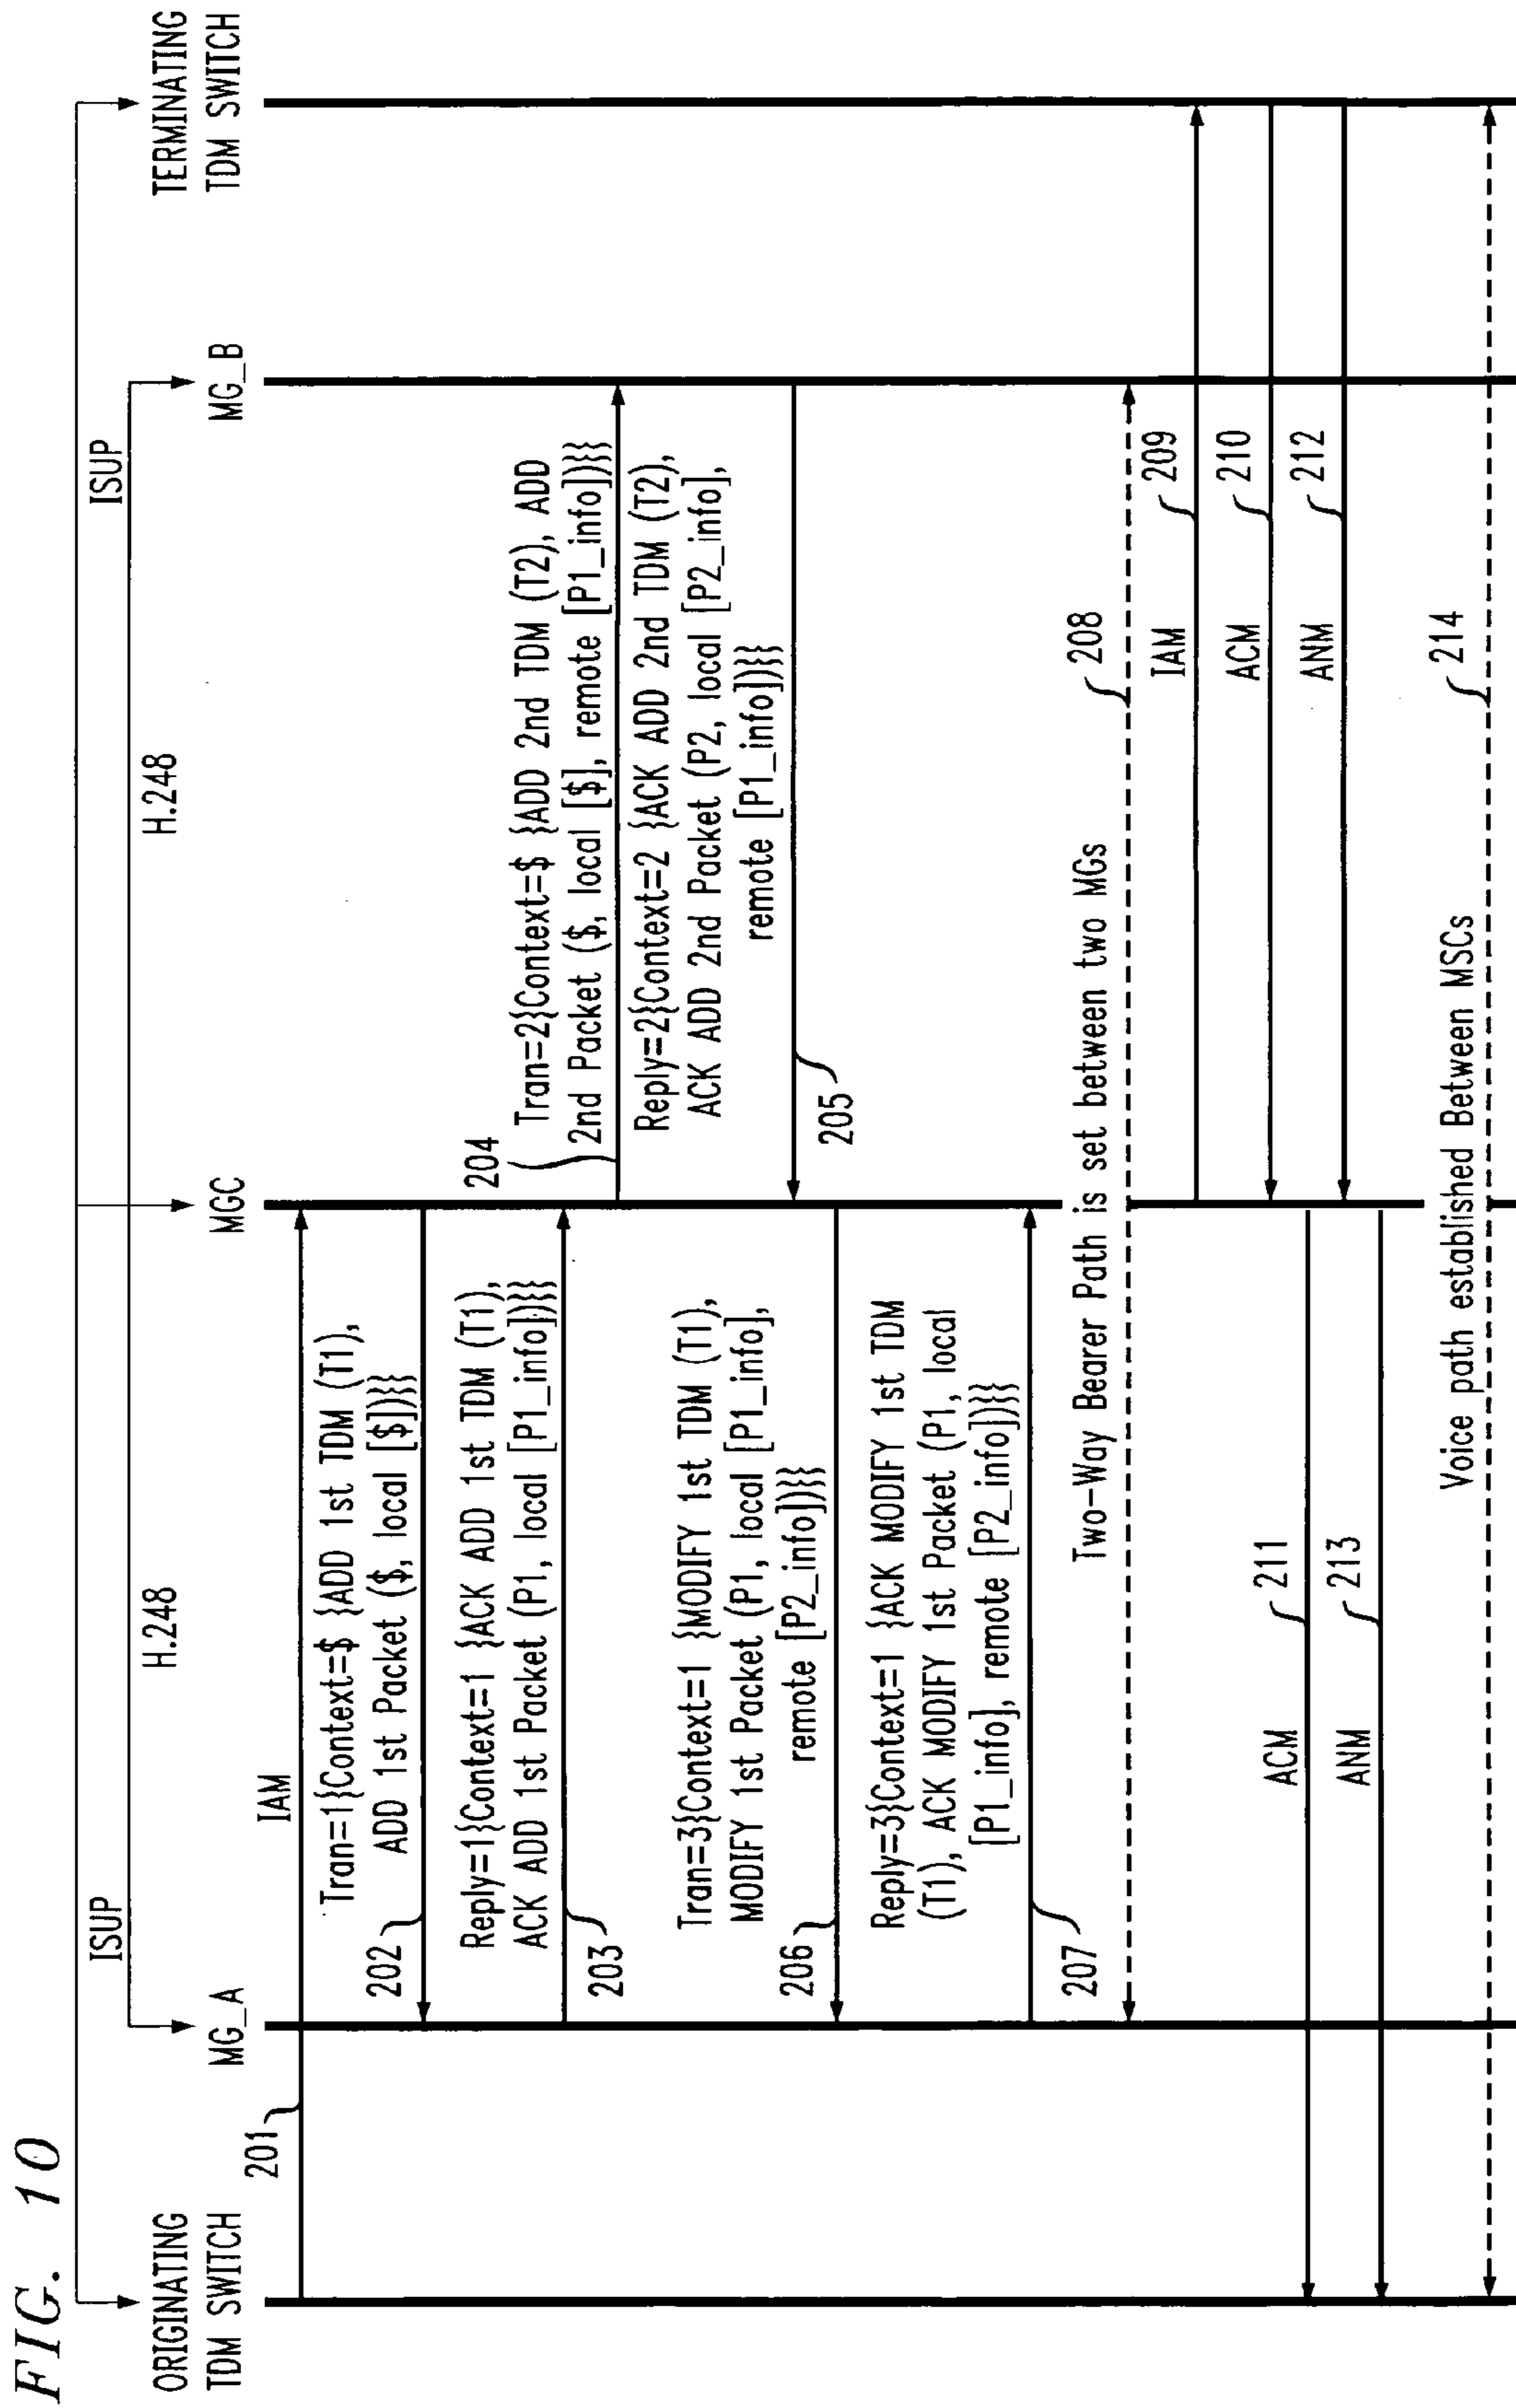 FIG. 10
ISUP
ISUP
H.248
H.248
ORIGINATING
TDM SWITCH
MG_A
MGC
MG_B
TERMINATING
TDM SWITCH
201
IAM
Tran=1{Context=$ {ADD 1st TDM (T1),
ADD 1st Packet ($, local [$])}}
202
Reply=1{Context=1 {ACK ADD 1st TDM (T1),
ACK ADD 1st Packet (P1, local [P1_info])}}
203
204
Tran=2{Context=$ {ADD 2nd TDM (T2), ADD
2nd Packet ($, local [$], remote [P1_info])}}
Reply=2{Context=2 {ACK ADD 2nd TDM (T2),
ACK ADD 2nd Packet (P2, local [P2_info],
remote [P1_info])}}
205
Tran=3{Context=1 {MODIFY 1st TDM (T1),
MODIFY 1st Packet (P1, local [P1_info],
remote [P2_info])}}
206
Reply=3{Context=1 {ACK MODIFY 1st TDM
(T1), ACK MODIFY 1st Packet (P1, local
[P1_info], remote [P2_info])}}
207
Two-Way Bearer Path is set between two MGs
208
IAM
209
ACM
210
ACM
211
ANM
212
ANM
213
Voice path established Between MSCs
214